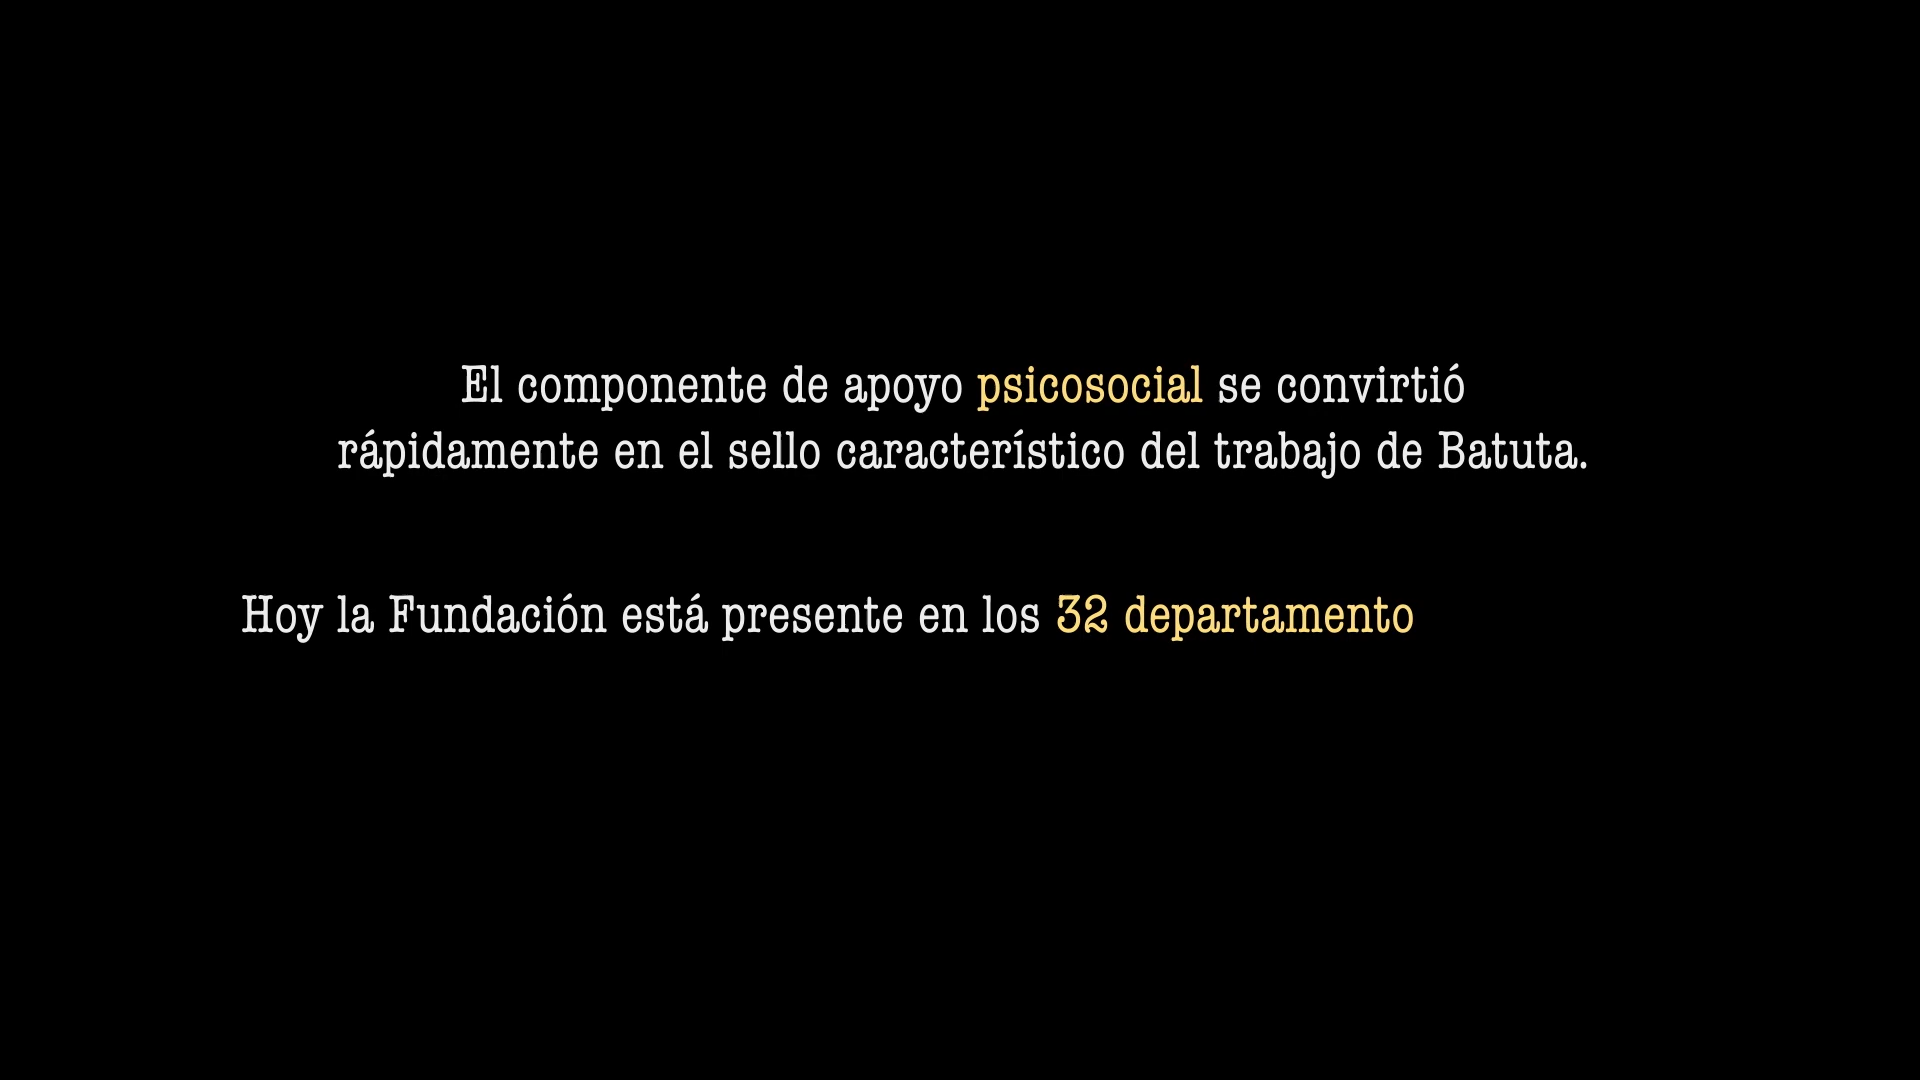 El componente de apoyo psicosocial se convirtió
rápidamente en el sello característico del trabajo de Batuta.
Hoy la Fundación está presente en los 32 departamento